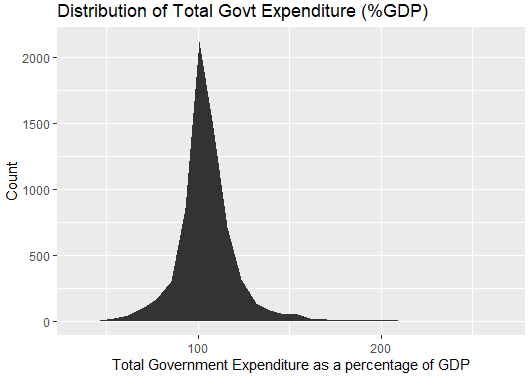 Distribution of Total Govt Expenditure (%GDP)
2000
1500
1000
500
0
Count
100
200
Total Government Expenditure as a percentage of GDP